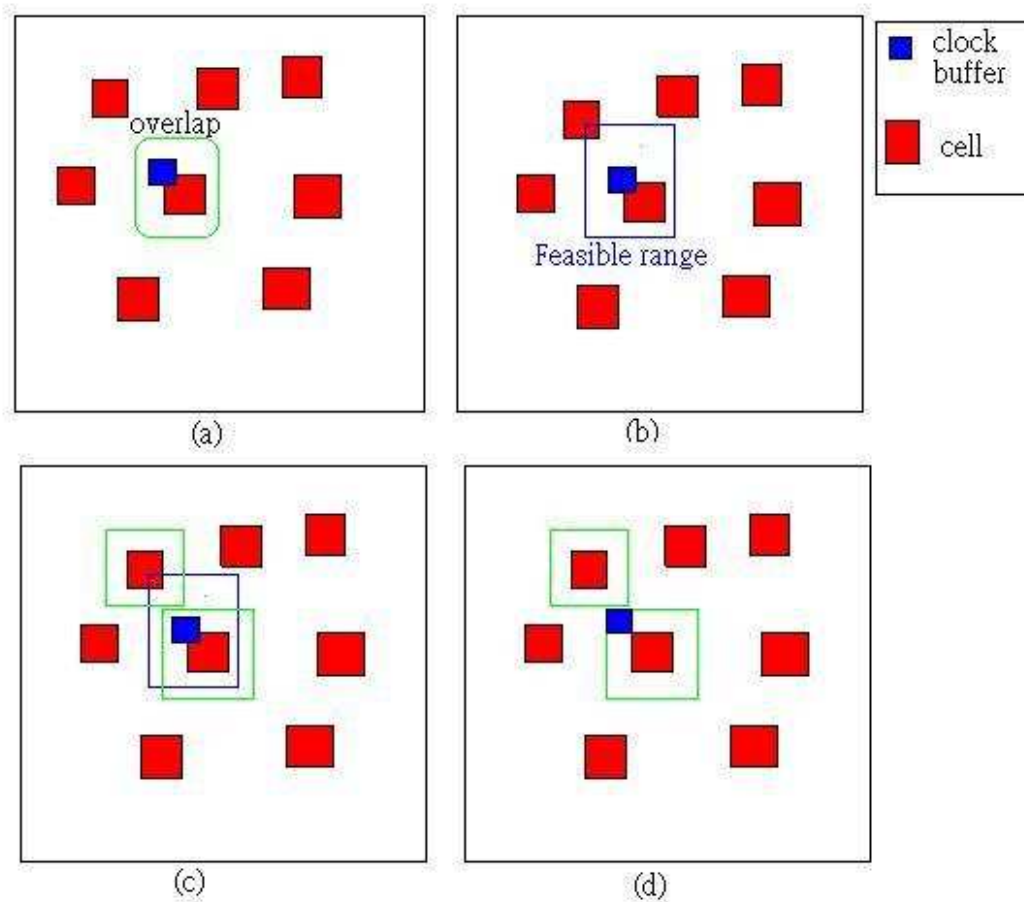 clock
buffer
cell
overlap
Feasible range
(a)
(b)
(c)
(d)